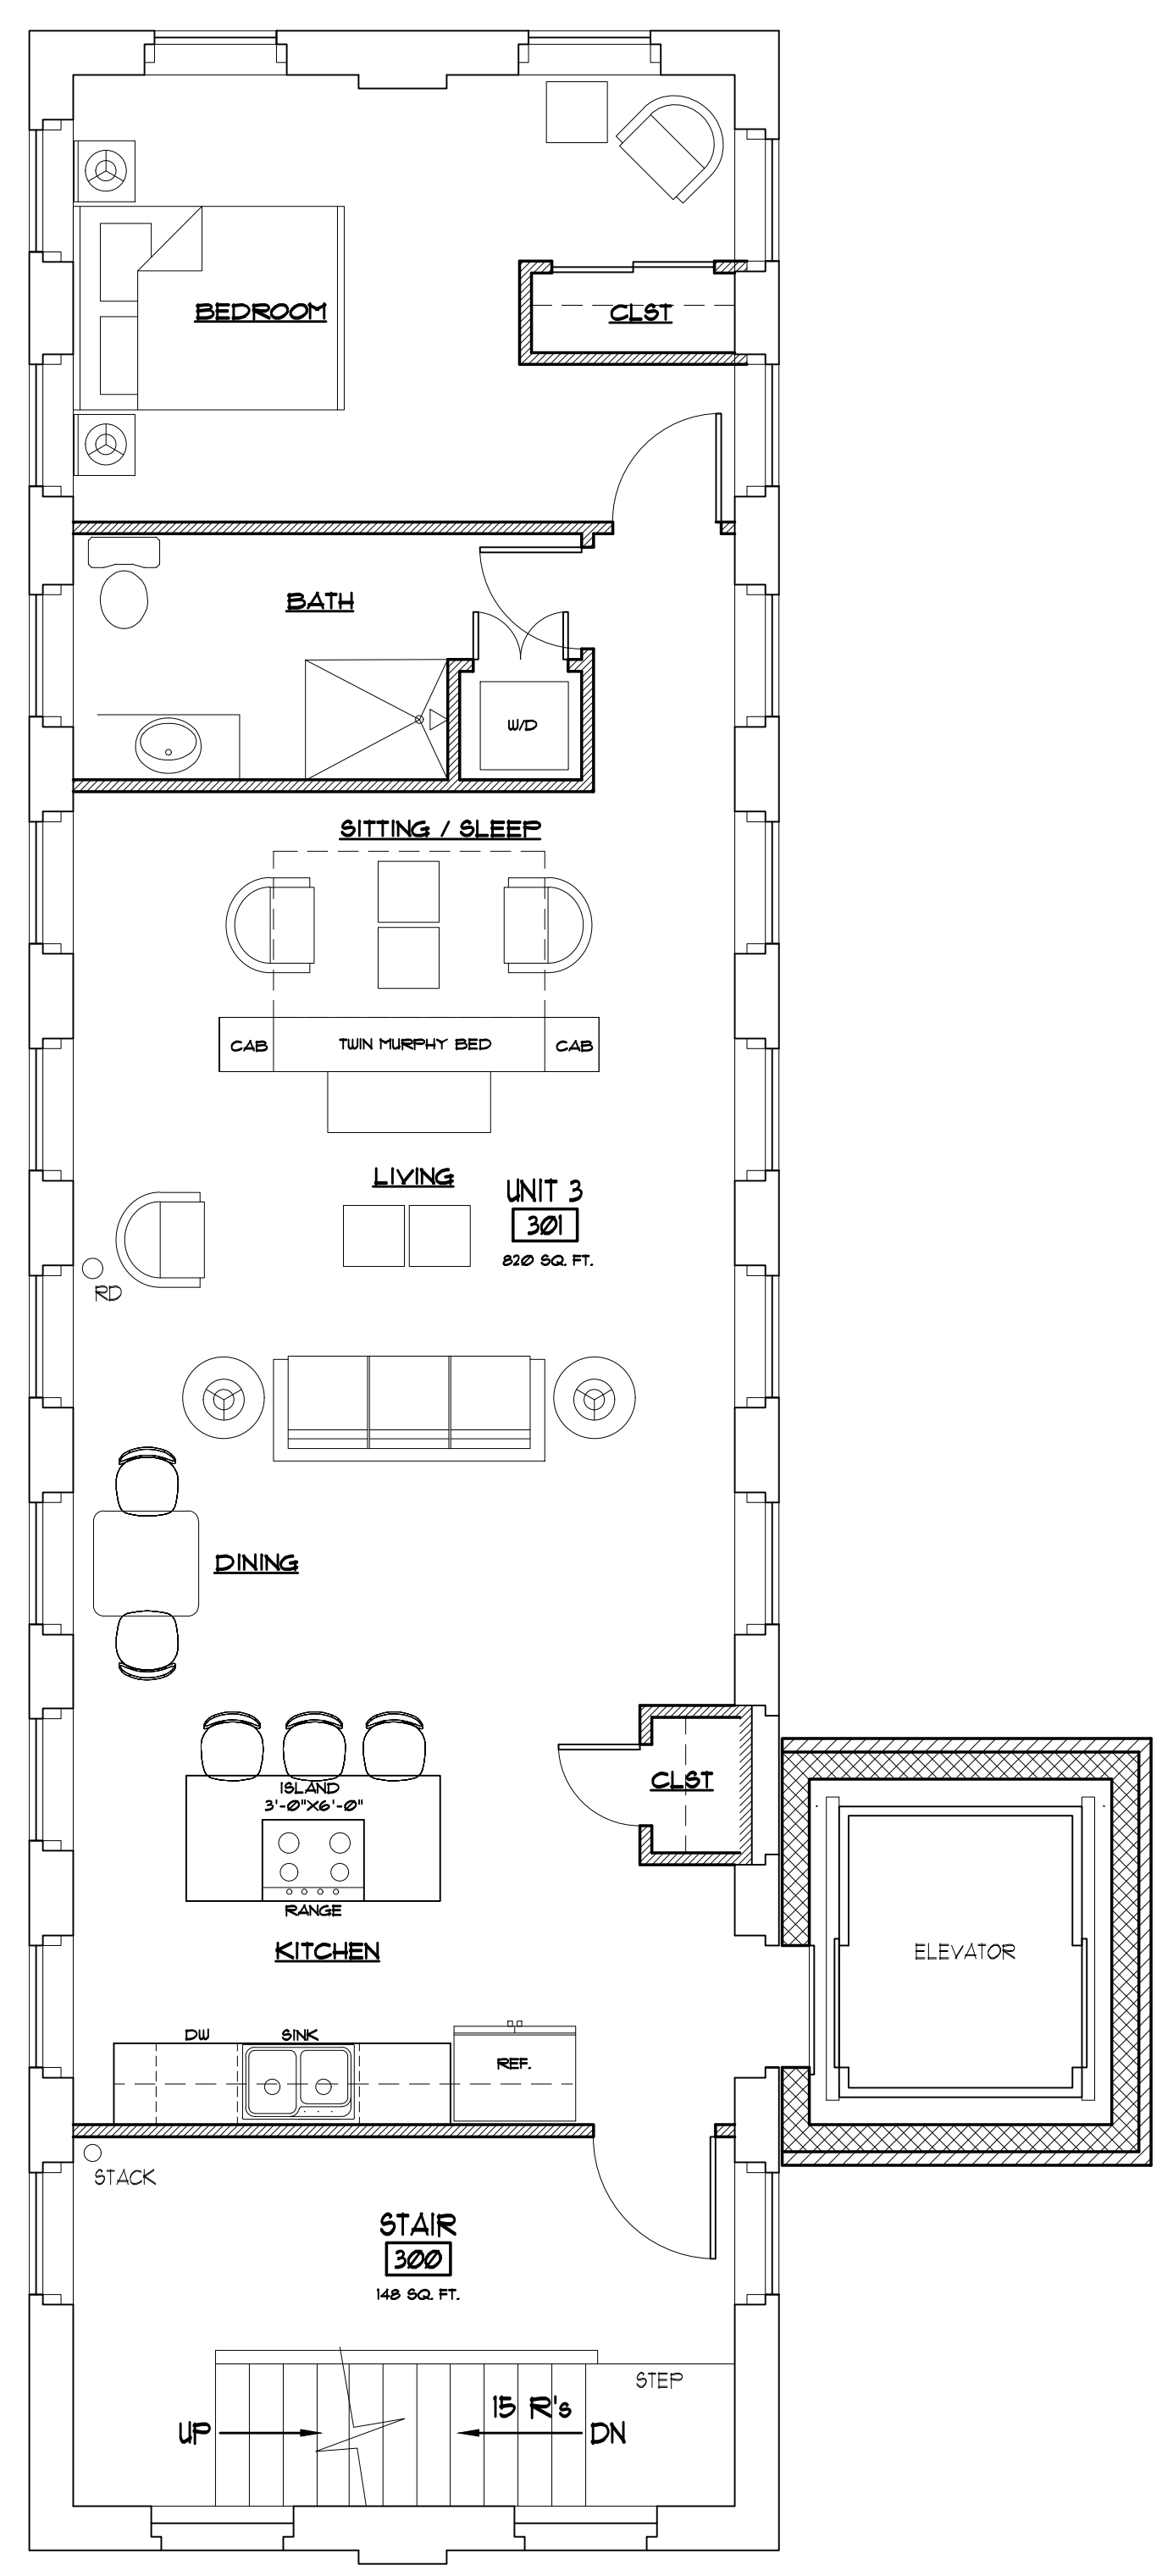 BEDROOM
CLST
BATH
W/D
SITTING / SLEEP
CAB
TWIN MURPHY BED
CAB
LIVING
UNIT 3
301
820 SQ. FT.
RD
DINING
CLST
ISLAND
3'-0"X6'-0"
RANGE
KITCHEN
ELEVATOR
DW
SINK
REF.
STACK
STAIR
300
148 SQ. FT.
STEP
15 R's
UP
DN